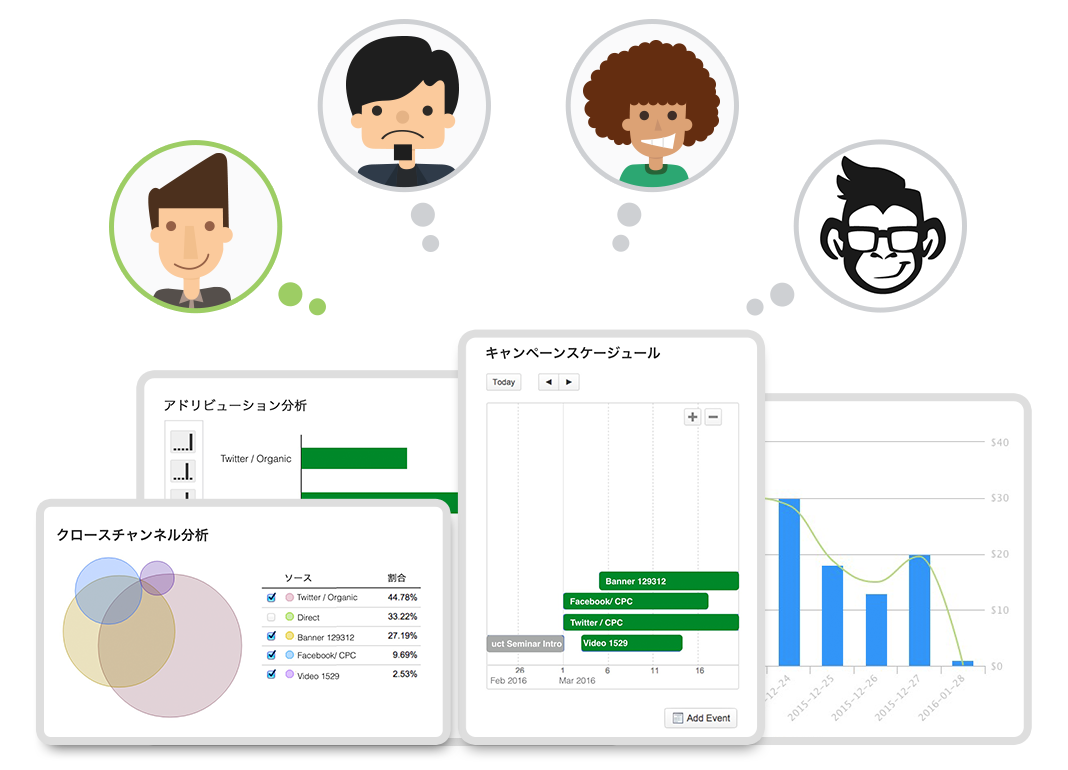 キャンペーンスケージュール
Today
Banner 129312
Facebook/ CPC
Twitter / CPC
uct Seminar Intro
Video 1529
26 1 6 11 16
Feb 2016 Mar 2016
Add Event
アドリビューション分析
Twitter / Organic
クロースチャンネル分析
ソース 割合
Twitter / Organic 44.78%
Direct 33.22%
Banner 129312 27.19%
Facebook/ CPC 9.69%
Video 1529 2.53%
$40
$30
$20
$10
$0
-12-24
2015-12-25
2015-12-26
2015-12-27
2016-01-28